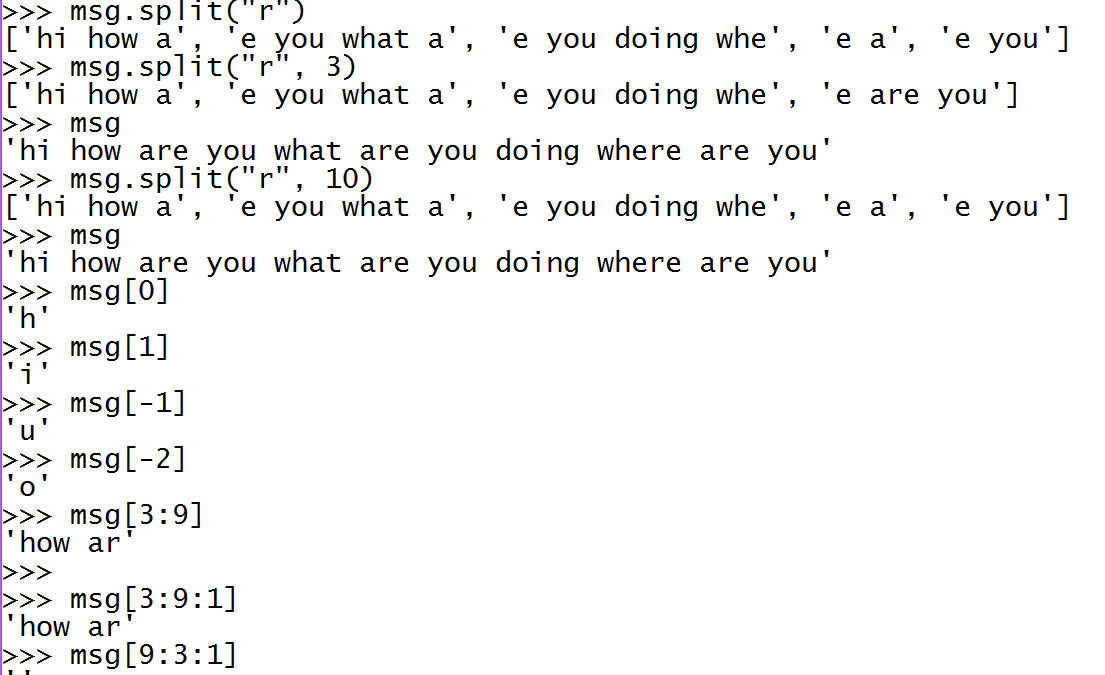 >>> msg.split("r")
['hi how a', 'e you what a', 'e you doing whe', 'e a', 'e you']
>>> msg.split("r", 3)
['hi how a', 'e you what a', 'e you doing whe', 'e are you']
>>> msg
'hi how are you what are you doing where are you'
>>> msg.split("r", 10)
['hi how a', 'e you what a', 'e you doing whe', 'e a', 'e you']
>>> msg
'hi how are you what are you doing where are you'
>>> msg[0]
'h'
>>> msg[1]
'i'
>>> msg[-1]
'u'
>>> msg[-2]
'o'
>>> msg[3:9]
'how ar'
>>>
>>> msg[3:9:1]
'how ar'
>>> msg[9:3:1]
''